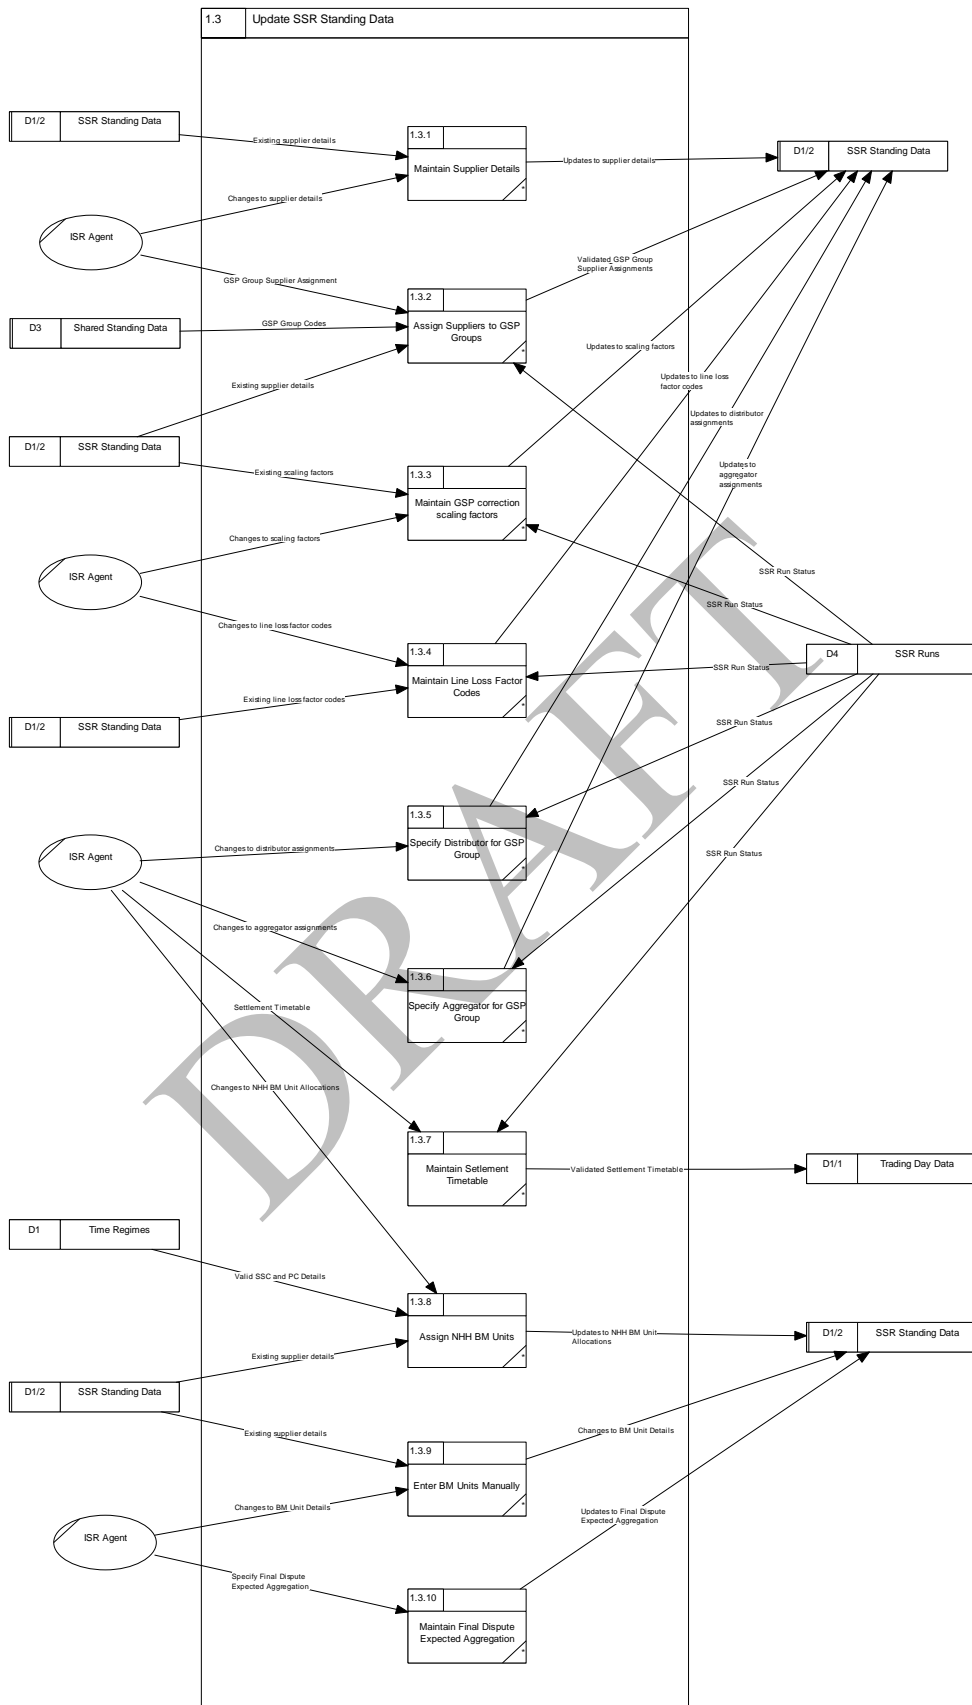 1.3 Update SSR Standing Data
D1/2 SSR Standing Data
Existing supplier details
1.3.1
Maintain Supplier Details
*
Updates to supplier details
D1/2 SSR Standing Data
Changes to supplier details
ISR Agent
GSP Group Supplier Assignment
Validated GSP Group
Supplier Assignments
1.3.2
Assign Suppliers to GSP
Groups
*
D3 Shared Standing Data
GSP Group Codes
Existing supplier details
Updates to scaling factors
Updates to line loss
factor codes
Updates to distributor
assignments
Updates to
aggregator
assignments
D1/2 SSR Standing Data
Existing scaling factors
1.3.3
Maintain GSP correction
scaling factors
*
Changes to scaling factors
ISR Agent
SSR Run Status
SSR Run Status
Changes to line loss factor codes
1.3.4
Maintain Line Loss Factor
Codes
*
SSR Run Status
D4 SSR Runs
Existing line loss factor codes
D1/2 SSR Standing Data
SSR Run Status
SSR Run Status
SSR Run Status
1.3.5
Specify Distributor for GSP
Group
*
ISR Agent
Changes to distributor assignments
Changes to aggregator assignments
1.3.6
Specify Aggregator for GSP
Group
*
Settlement Timetable
Changes to NHH BM Unit Allocations
DRAFT
1.3.7
Maintain Setlement
Timetable
*
Validated Settlement Timetable
D1/1 Trading Day Data
D1 Time Regimes
Valid SSC and PC Details
1.3.8
Assign NHH BM Units
*
Updates to NHH BM Unit
Allocations
D1/2 SSR Standing Data
Existing supplier details
D1/2 SSR Standing Data
Existing supplier details
1.3.9
Enter BM Units Manually
*
Changes to BM Unit Details
Changes to BM Unit Details
ISR Agent
Updates to Final Dispute
Expected Aggregation
Specify Final Dispute
Expected Aggregation
1.3.10
Maintain Final Dispute
Expected Aggregation
*